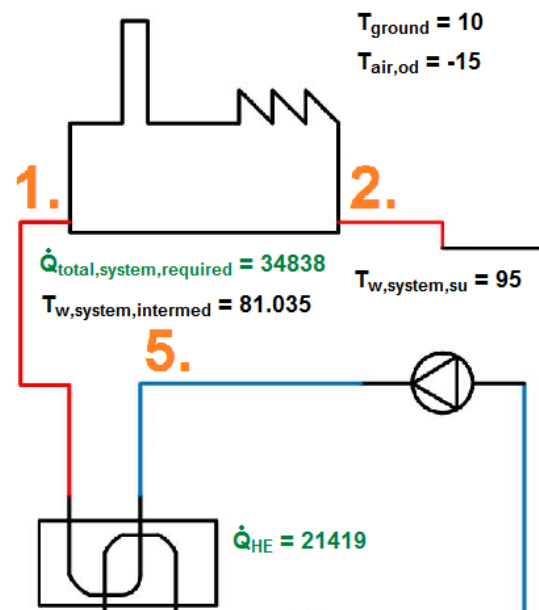 T_ground = 10
T_air,od = -15
1.
2.
Q̇_total,system,required = 34838
T_w,system,su = 95
T_w,system,intermed = 81.035
5.
Q̇_HE = 21419